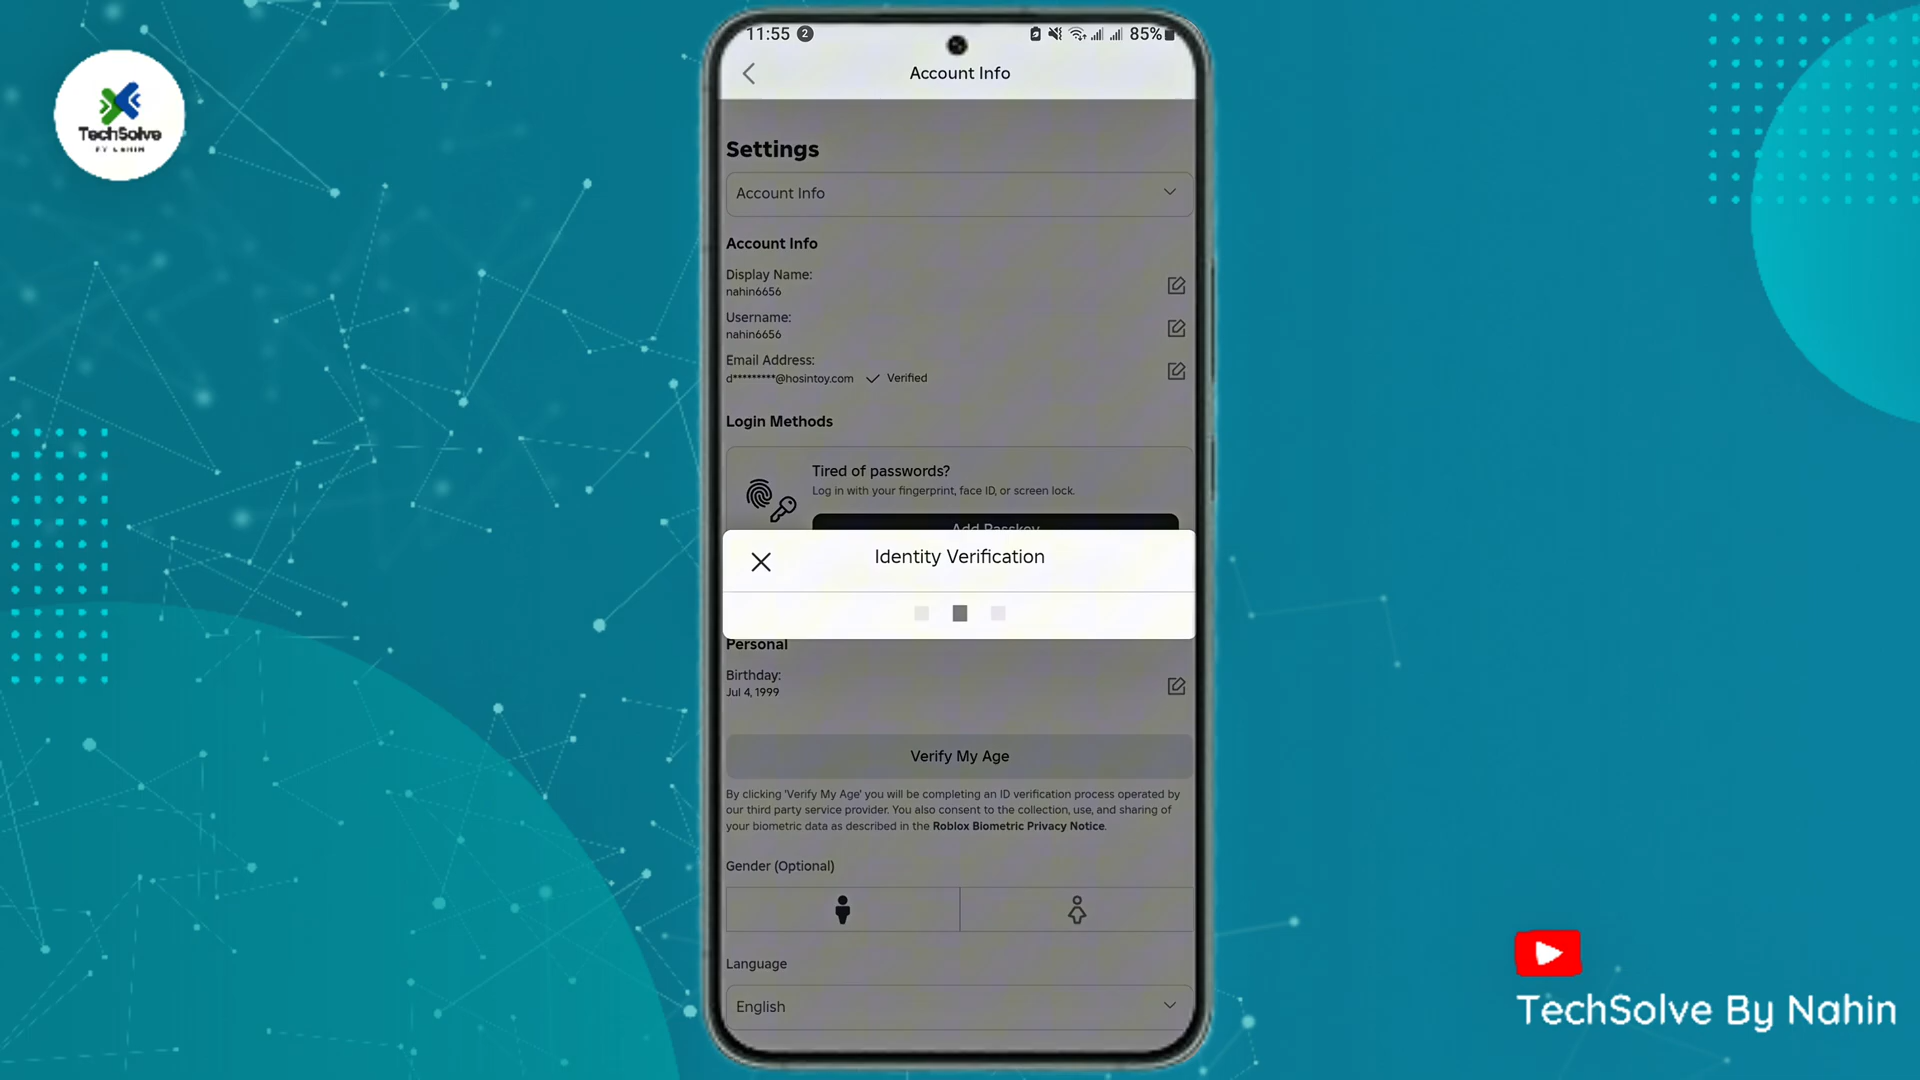 11:55 2
85%
Account Info
TechSolve
BY NAHIN
Settings
Account Info
Account Info
Display Name:
nahin6656
Username:
nahin6656
Email Address:
d*********@hosintoy.com Verified
Login Methods
Tired of passwords?
Log in with your fingerprint, face ID, or screen lock.
Add Passkey
Identity Verification
Personal
Birthday:
Jul 4, 1999
Verify My Age
By clicking 'Verify My Age' you will be completing an ID verification process operated by
our third party service provider. You also consent to the collection, use, and sharing of
your biometric data as described in the Roblox Biometric Privacy Notice.
Gender (Optional)
Language
English
TechSolve By Nahin